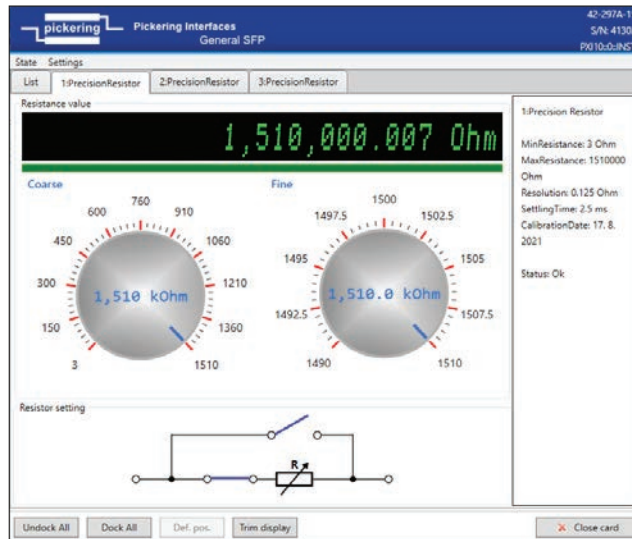 pickering
Pickering Interfaces
General SFP
42-297A-1
S/N: 4130
PXI010::0::INS
State Settings
List 1:PrecisionResistor 2:PrecisionResistor 3:PrecisionResistor
Resistance value
1,510,000.007 Ohm
Coarse
760
600 910
450 1060
300 1210
150 1360
3 1510
1,510 kOhm
Fine
1500
1497.5 1502.5
1495 1505
1492.5 1507.5
1490 1510
1,510.0 kOhm
1:Precision Resistor
MinResistance: 3 Ohm
MaxResistance: 1510000
Ohm
Resolution: 0.125 Ohm
SettlingTime: 2.5 ms
CalibrationDate: 17. 8.
2021
Status: Ok
Resistor setting
R
Undock All Dock All Def. pos. Trim display Close card